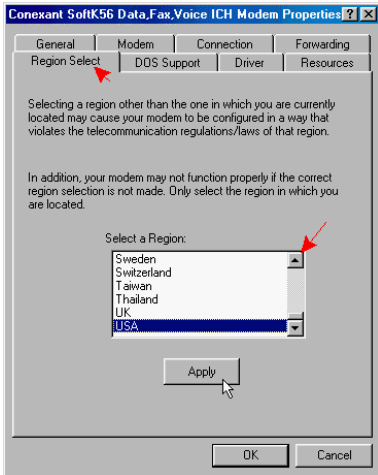 Conexant SoftK56 Data,Fax,Voice ICH Modem Properties ? X
General Modem Connection Forwarding
Region Select DOS Support Driver Resources
Selecting a region other than the one in which you are currently
located may cause your modem to be configured in a way that
violates the telecommunication regulations/laws of that region.
In addition, your modem may not function properly if the correct
region selection is not made. Only select the region in which you
are located.
Select a Region:
Sweden
Switzerland
Taiwan
Thailand
UK
USA
Apply
OK Cancel